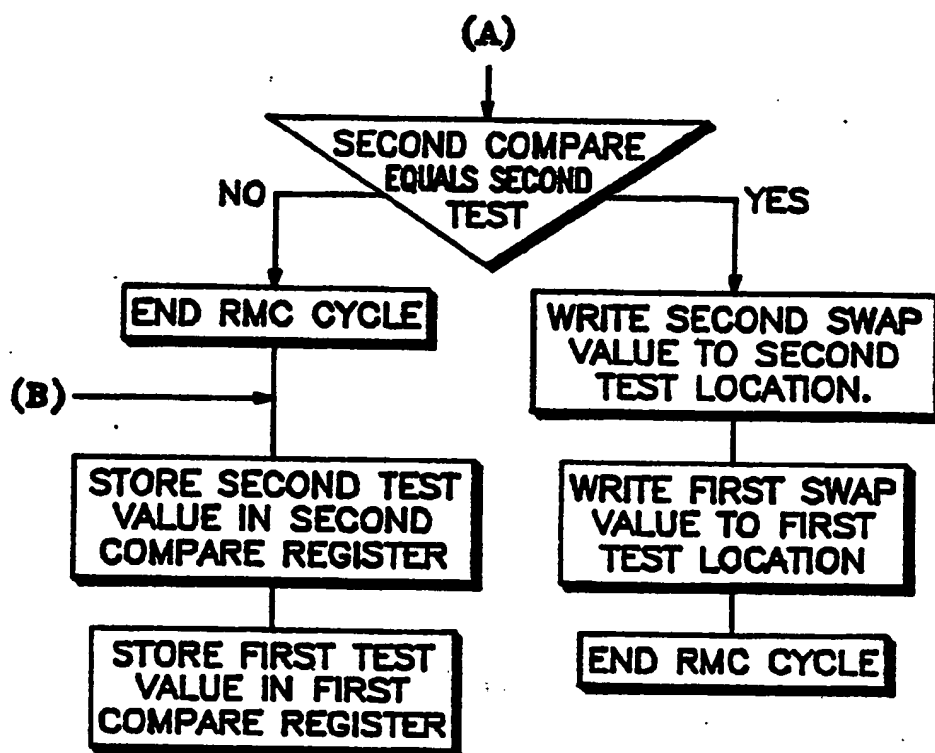 (A)
SECOND COMPARE
EQUALS SECOND
TEST
NO
YES
END RMC CYCLE
WRITE SECOND SWAP
VALUE TO SECOND
TEST LOCATION.
(B)
STORE SECOND TEST
VALUE IN SECOND
COMPARE REGISTER
WRITE FIRST SWAP
VALUE TO FIRST
TEST LOCATION
STORE FIRST TEST
VALUE IN FIRST
COMPARE REGISTER
END RMC CYCLE